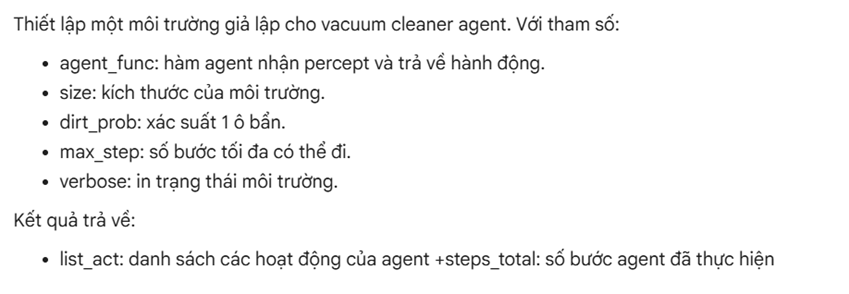 Thiết lập một môi trường giả lập cho vacuum cleaner agent. Với tham số:
• agent_func: hàm agent nhận percept và trả về hành động.
• size: kích thước của môi trường.
• dirt_prob: xác suất 1 ô bẩn.
• max_step: số bước tối đa có thể đi.
• verbose: in trạng thái môi trường.
Kết quả trả về:
• list_act: danh sách các hoạt động của agent +steps_total: số bước agent đã thực hiện